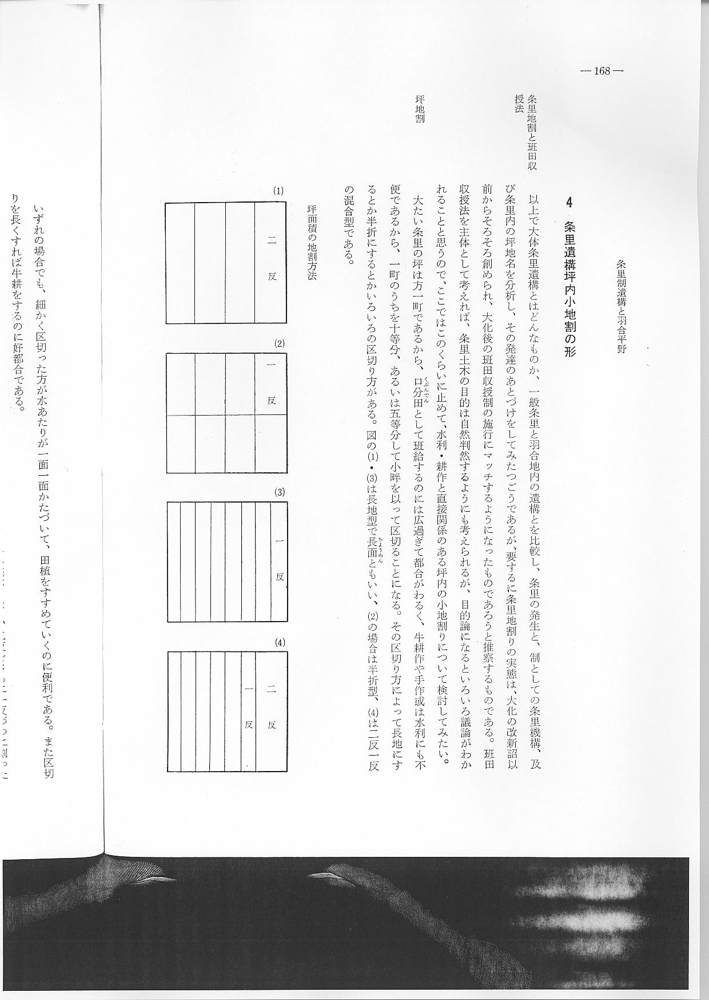 ― 168 ―
条里制遺構と羽合平野
4 条里遺構坪内小地割の形
条里地割と班田収
授法
以上で大体条里遺構とはどんなものか、一般条里と羽合地内の遺構とを比較し、条里の発生と、制としての条里機構、及
び条里内の坪地名を分析し、その発達のあとづけをしてみたつごうであるが、要するに条里地割りの実態は、大化の改新詔以
前からそろそろ創められ、大化後の班田収授制の施行にマッチするようになったものであろうと推察するものである。班田
収授法を主体として考えれば、条里土木の目的は自然判然するようにも考えられるが、目的論になるといろいろ議論がわか
れることと思うので、ここではこのくらいに止めて、水利・耕作と直接関係のある坪内の小地割りについて検討してみたい。
坪地割
大たい条里の坪は方一町であるから、口分田として班給するのには広過ぎて都合がわるく、牛耕作や手作或は水利にも不
くぶんでん
便であるから、一町のうちを十等分、あるいは五等分して小畔を以って区切ることになる。その区切り方によって長地にす
るとか半折にするとかいろいろの区切り方がある。図の(1)・(3)は長地型で長面ともいい、(2)の場合は半折型、(4)は二反一反
ちょうめん
の混合型である。
坪面積の地割方法
(1)
二反
(2)
一反
(3)
一反
(4)
二反
一反
いずれの場合でも、細かく区切った方が水あたりが一面一面かたづいて、田植をすすめていくのに便利である。また区切
りを長くすれば牛耕をするのに好都合である。